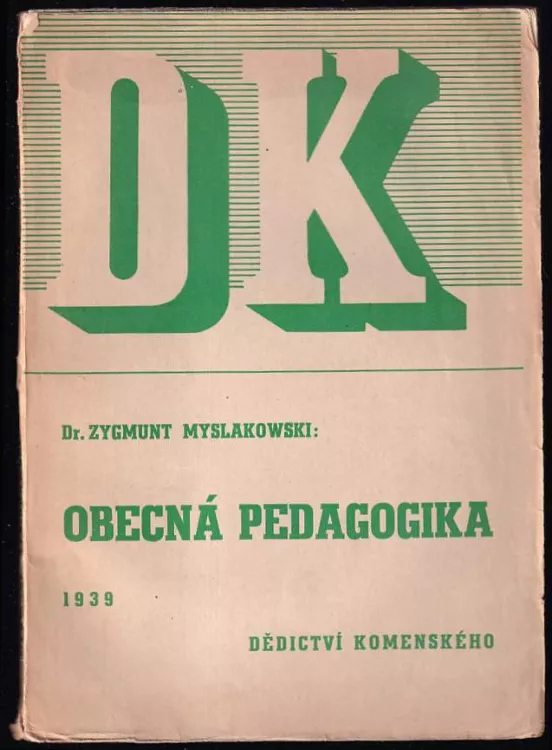 DK
Dr. ZYGMUNT MYSLAKOWSKI:
OBECNÁ PEDAGOGIKA
1939
DĚDICTVÍ KOMENSKÉHO